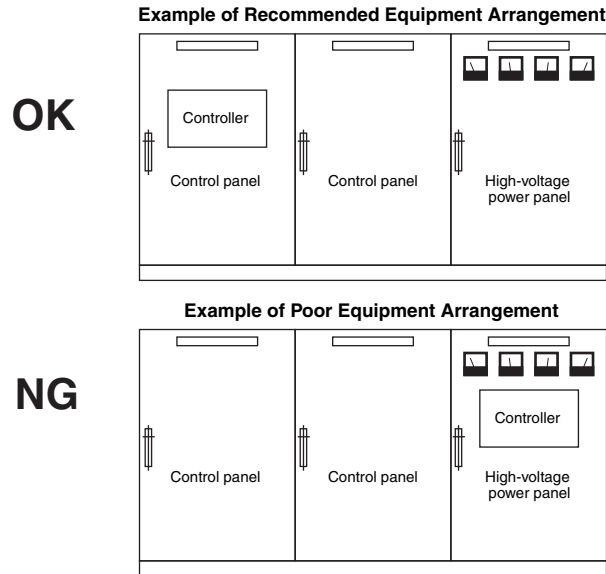 Example of Recommended Equipment Arrangement
OK
Controller
Control panel
Control panel
High-voltage
power panel
Example of Poor Equipment Arrangement
NG
Controller
Control panel
Control panel
High-voltage
power panel